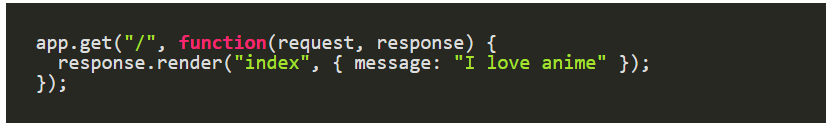 app.get("/", function(request, response) {
  response.render("index", { message: "I love anime" });
});